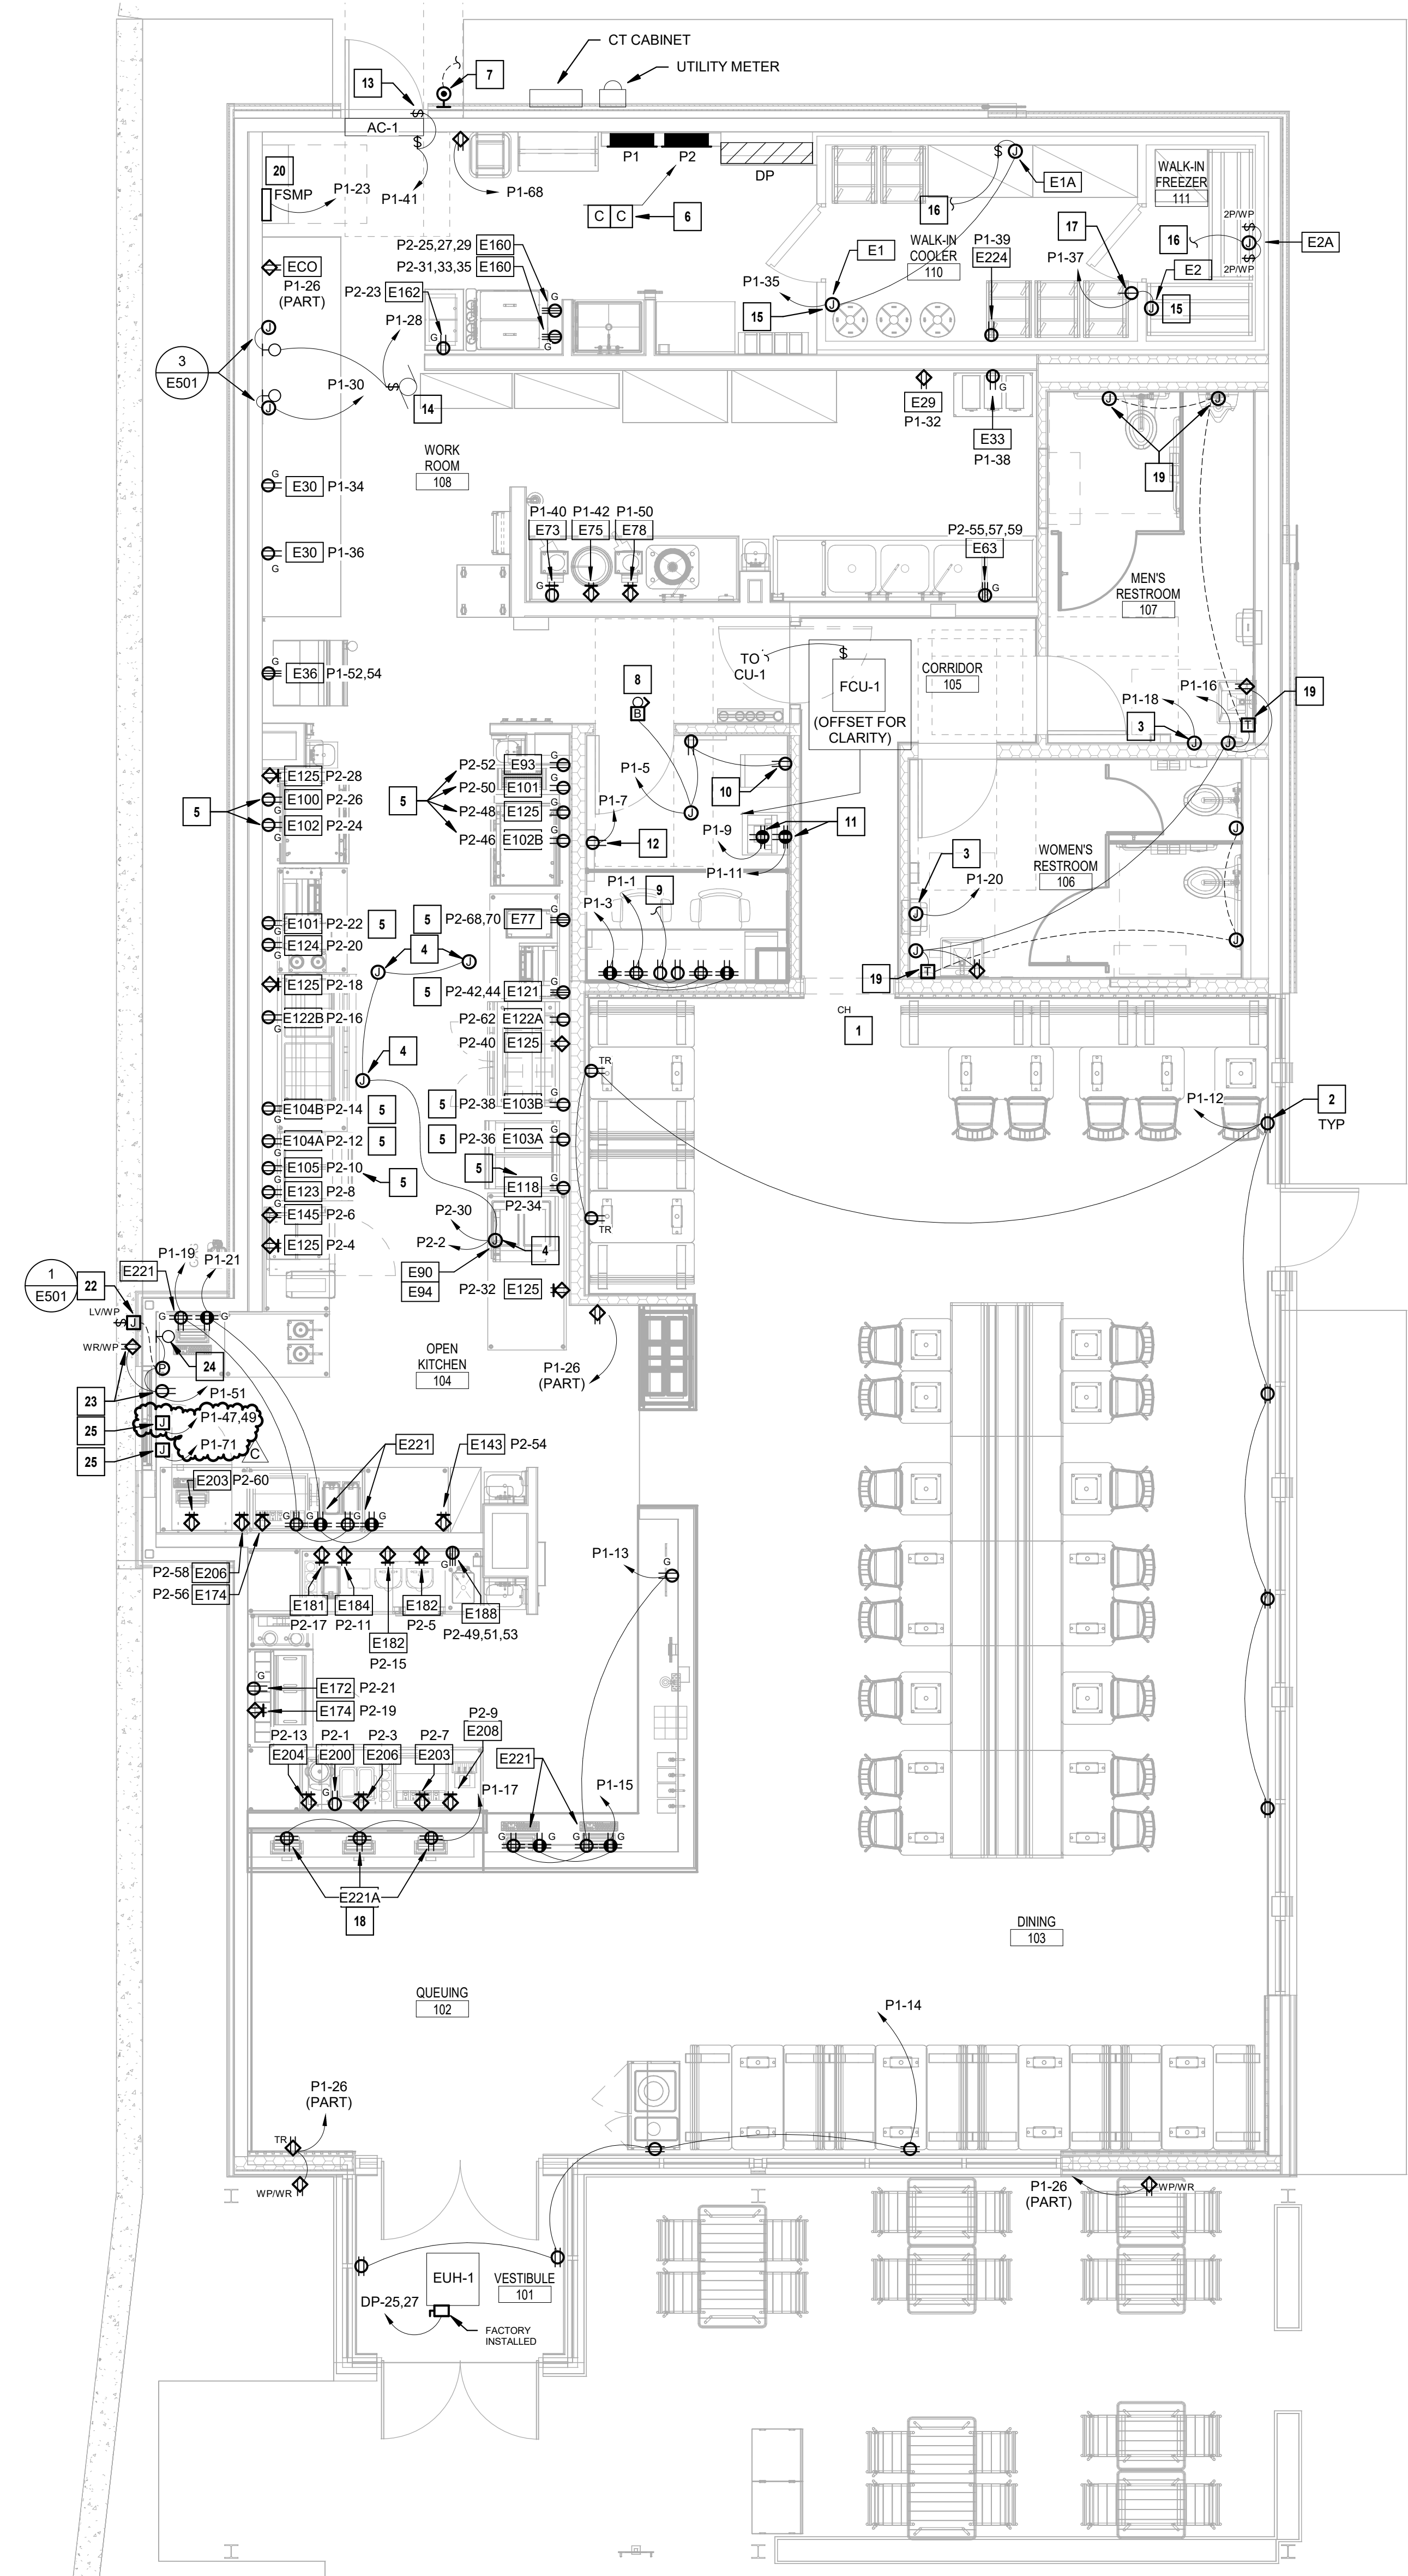 CT CABINET
UTILITY METER
13
7
AC-1
P1
P2
DP
P1-68
P1-41
20
FSMP
P1-23
C C
6
E1A
16
WALK-IN
FREEZER
111
2P/WP
16
E2A
2P/WP
17
E1
WALK-IN
COOLER
110
P1-39
E224
P1-37
E2
15
P1-35
15
ECO
P1-26
(PART)
P2-25,27,29
E160
P2-31,33,35
E160
P2-23
E162
G
G
G
P1-28
3
E501
P1-30
14
E29
P1-32
G
E33
P1-38
19
WORK
ROOM
108
G
E30
P1-34
E30
P1-36
G
P1-40
P1-42
P1-50
E73
E75
E78
G
P2-55,57,59
E63
G
MEN'S
RESTROOM
107
G
E36
P1-52,54
TO
CU-1
FCU-1
(OFFSET FOR
CLARITY)
CORRIDOR
105
8
B
P1-18
P1-16
3
19
T
J
J
E125
P2-28
5
E100
P2-26
G
E102
P2-24
G
5
P2-52
E93
G
P2-50
E101
G
P2-48
E125
G
P2-46
E102B
G
P1-5
P1-7
10
12
P1-9
11
P1-11
P1-1
9
P1-3
3
WOMEN'S
RESTROOM
106
P1-20
19
T
G
E101
P2-22
5
E124
P2-20
G
E125
P2-18
E122B
P2-16
G
5
P2-68,70
E77
G
4
5
P2-42,44
E121
G
P2-62
E122A
G
P2-40
E125
4
CH
1
TR
P1-12
2
TYP
G
E104B
P2-14
5
E104A
P2-12
5
G
E105
P2-10
5
G
E123
P2-8
G
E145
P2-6
E125
P2-4
5
P2-38
E103B
G
5
P2-36
E103A
G
5
E118
G
P2-34
P2-30
P2-2
4
E90
E94
P2-32
E125
TR
1
E501
22
LV/WP
J
E221
P1-19
P1-21
G
G
WR/WP
24
P
23
P1-51
P1-47,49
25
J
P1-71
C
25
J
OPEN
KITCHEN
104
P1-26
(PART)
E203
P2-60
E221
E143
P2-54
G
G
G
G
P2-58
E206
P2-56
E174
E181
E184
E182
E188
P2-17
P2-11
P2-5
P2-49,51,53
E182
P2-15
P1-13
G
G
E172
P2-21
E174
P2-19
P2-13
P2-1
P2-3
P2-7
P2-9
E204
E200
E206
E203
E208
G
P1-17
E221
P1-15
G
G
G
G
E221A
18
DINING
103
QUEUING
102
P1-14
P1-26
(PART)
TR
WP/WR
P1-26
(PART)
WP/WR
EUH-1
VESTIBULE
101
DP-25,27
FACTORY
INSTALLED